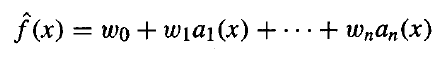 f̂(x) = w₀ + w₁a₁(x) + · · · + wₙaₙ(x)